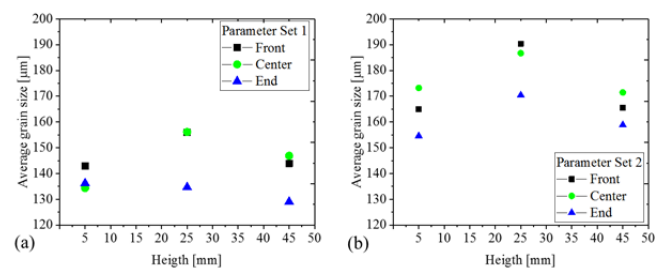 200
190
180
170
160
150
140
130
120
Average grain size [µm]
Parameter Set 1
Front
Center
End
0 5 10 15 20 25 30 35 40 45 50
Heigth [mm]
(a)
200
190
180
170
160
150
140
130
120
Average grain size [µm]
Parameter Set 2
Front
Center
End
0 5 10 15 20 25 30 35 40 45 50
Heigth [mm]
(b)